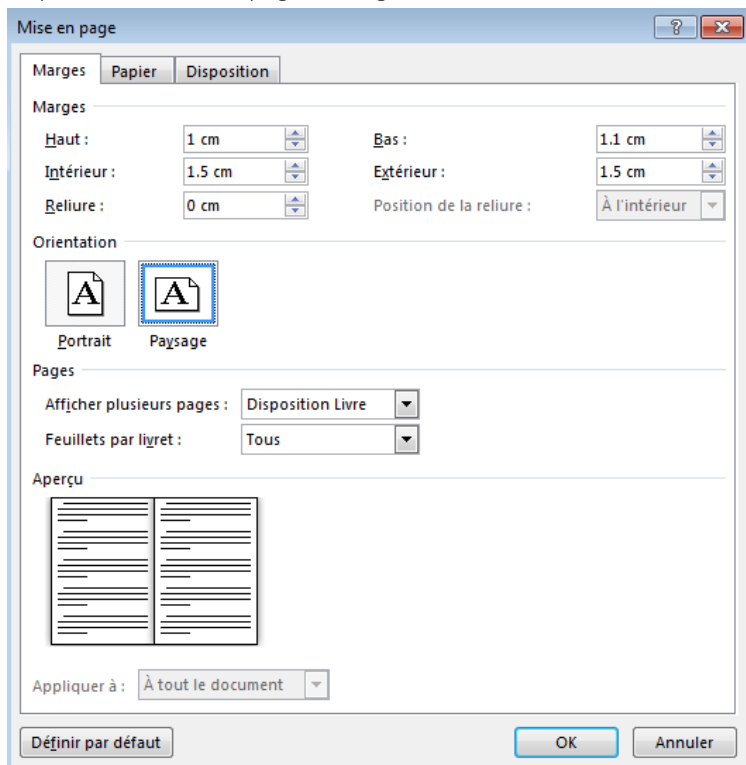 Mise en page
Marges Papier Disposition
Marges
Haut : 1 cm Bas : 1.1 cm
Intérieur : 1.5 cm Extérieur : 1.5 cm
Reliure : 0 cm Position de la reliure : À l'intérieur
Orientation
A A
Portrait Paysage
Pages
Afficher plusieurs pages : Disposition Livre
Feuillets par livret : Tous
Aperçu
Appliquer à : À tout le document
Définir par défaut OK Annuler